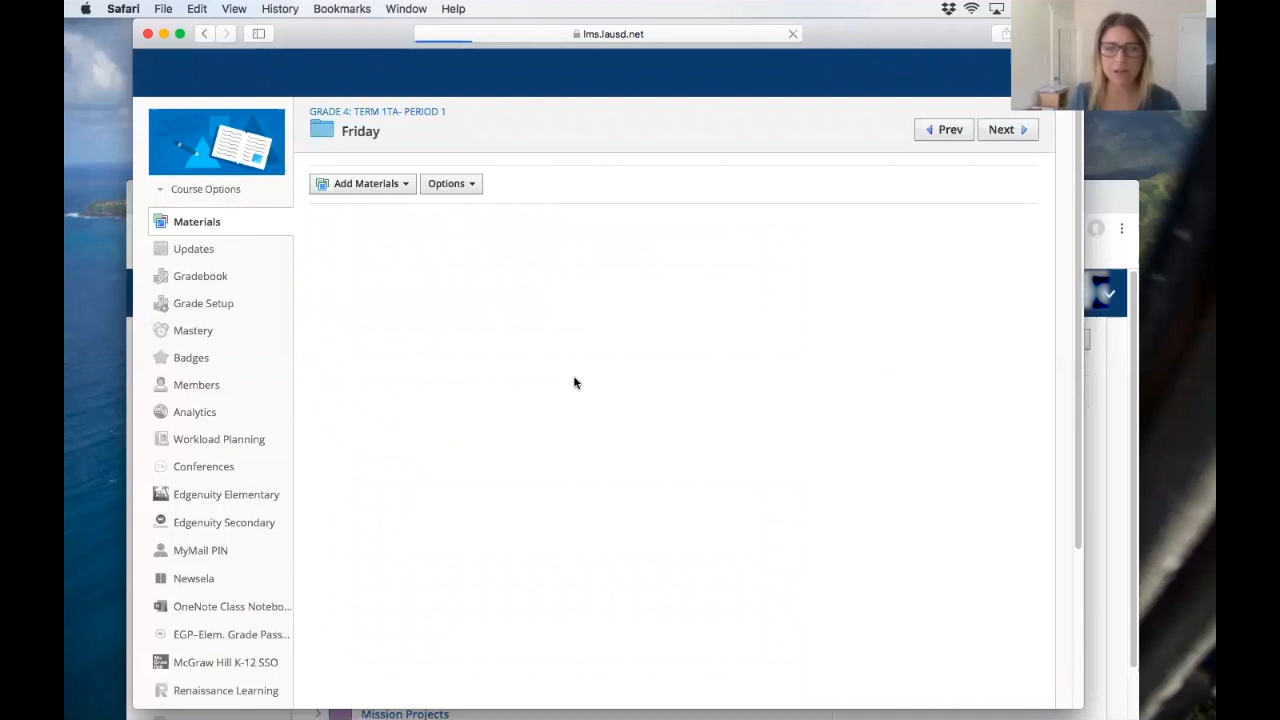 Safari File Edit View History Bookmarks Window Help
lms.lausd.net
GRADE 4: TERM 1TA- PERIOD 1
Friday
Prev Next
Add Materials Options
Course Options
Materials
Updates
Gradebook
Grade Setup
Mastery
Badges
Members
Analytics
Workload Planning
Conferences
Edgenuity Elementary
Edgenuity Secondary
MyMail PIN
Newsela
OneNote Class Notebo...
EGP–Elem. Grade Pass...
McGraw Hill K-12 SSO
Renaissance Learning
Mission Projects